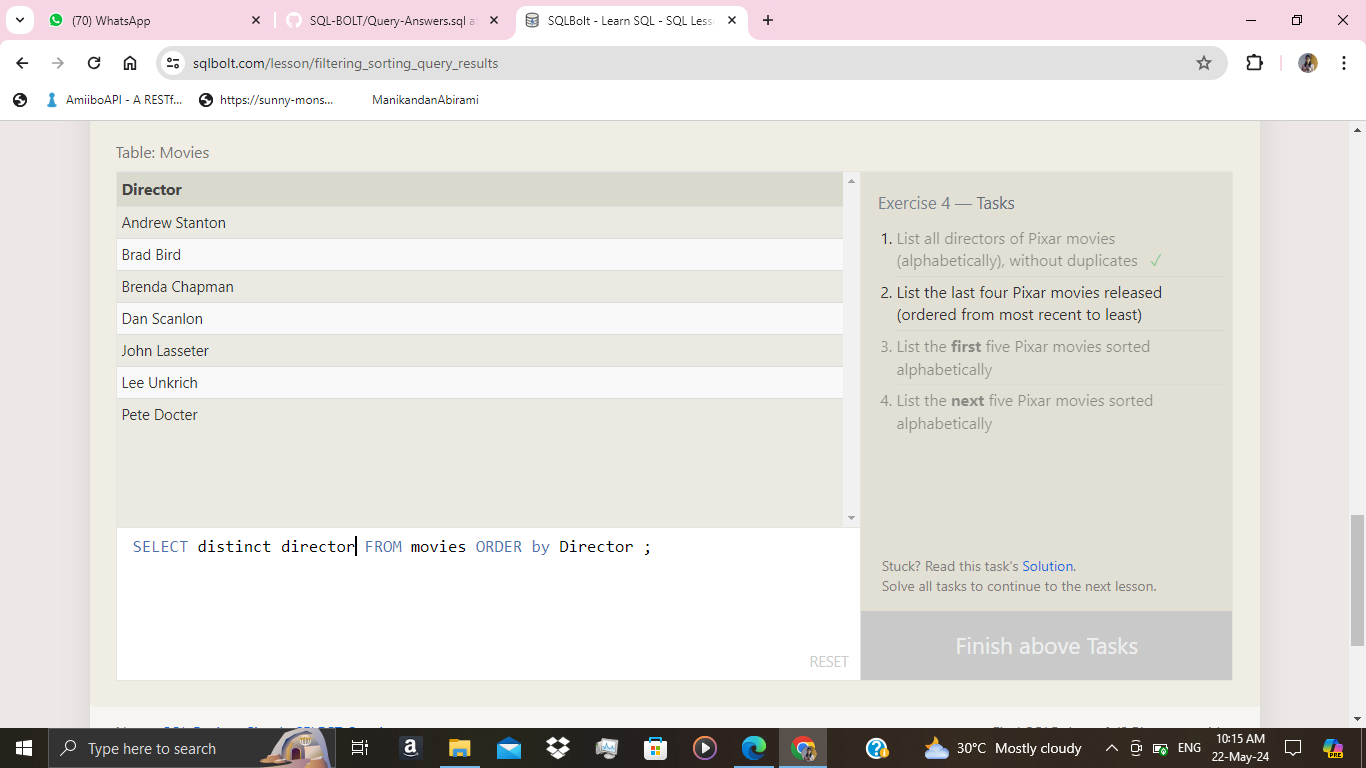 (70) WhatsApp
SQL-BOLT/Query-Answers.sql a
SQLBolt - Learn SQL - SQL Less
sqlbolt.com/lesson/filtering_sorting_query_results
AmiiboAPI - A RESTf...
https://sunny-mons...
ManikandanAbirami
Table: Movies
Director
Andrew Stanton
Brad Bird
Brenda Chapman
Dan Scanlon
John Lasseter
Lee Unkrich
Pete Docter
SELECT distinct director FROM movies ORDER by Director ;
RESET
Exercise 4 — Tasks
1. List all directors of Pixar movies
(alphabetically), without duplicates ✓
2. List the last four Pixar movies released
(ordered from most recent to least)
3. List the first five Pixar movies sorted
alphabetically
4. List the next five Pixar movies sorted
alphabetically
Stuck? Read this task's Solution.
Solve all tasks to continue to the next lesson.
Finish above Tasks
Type here to search
30°C Mostly cloudy
ENG
10:15 AM
22-May-24
PRE